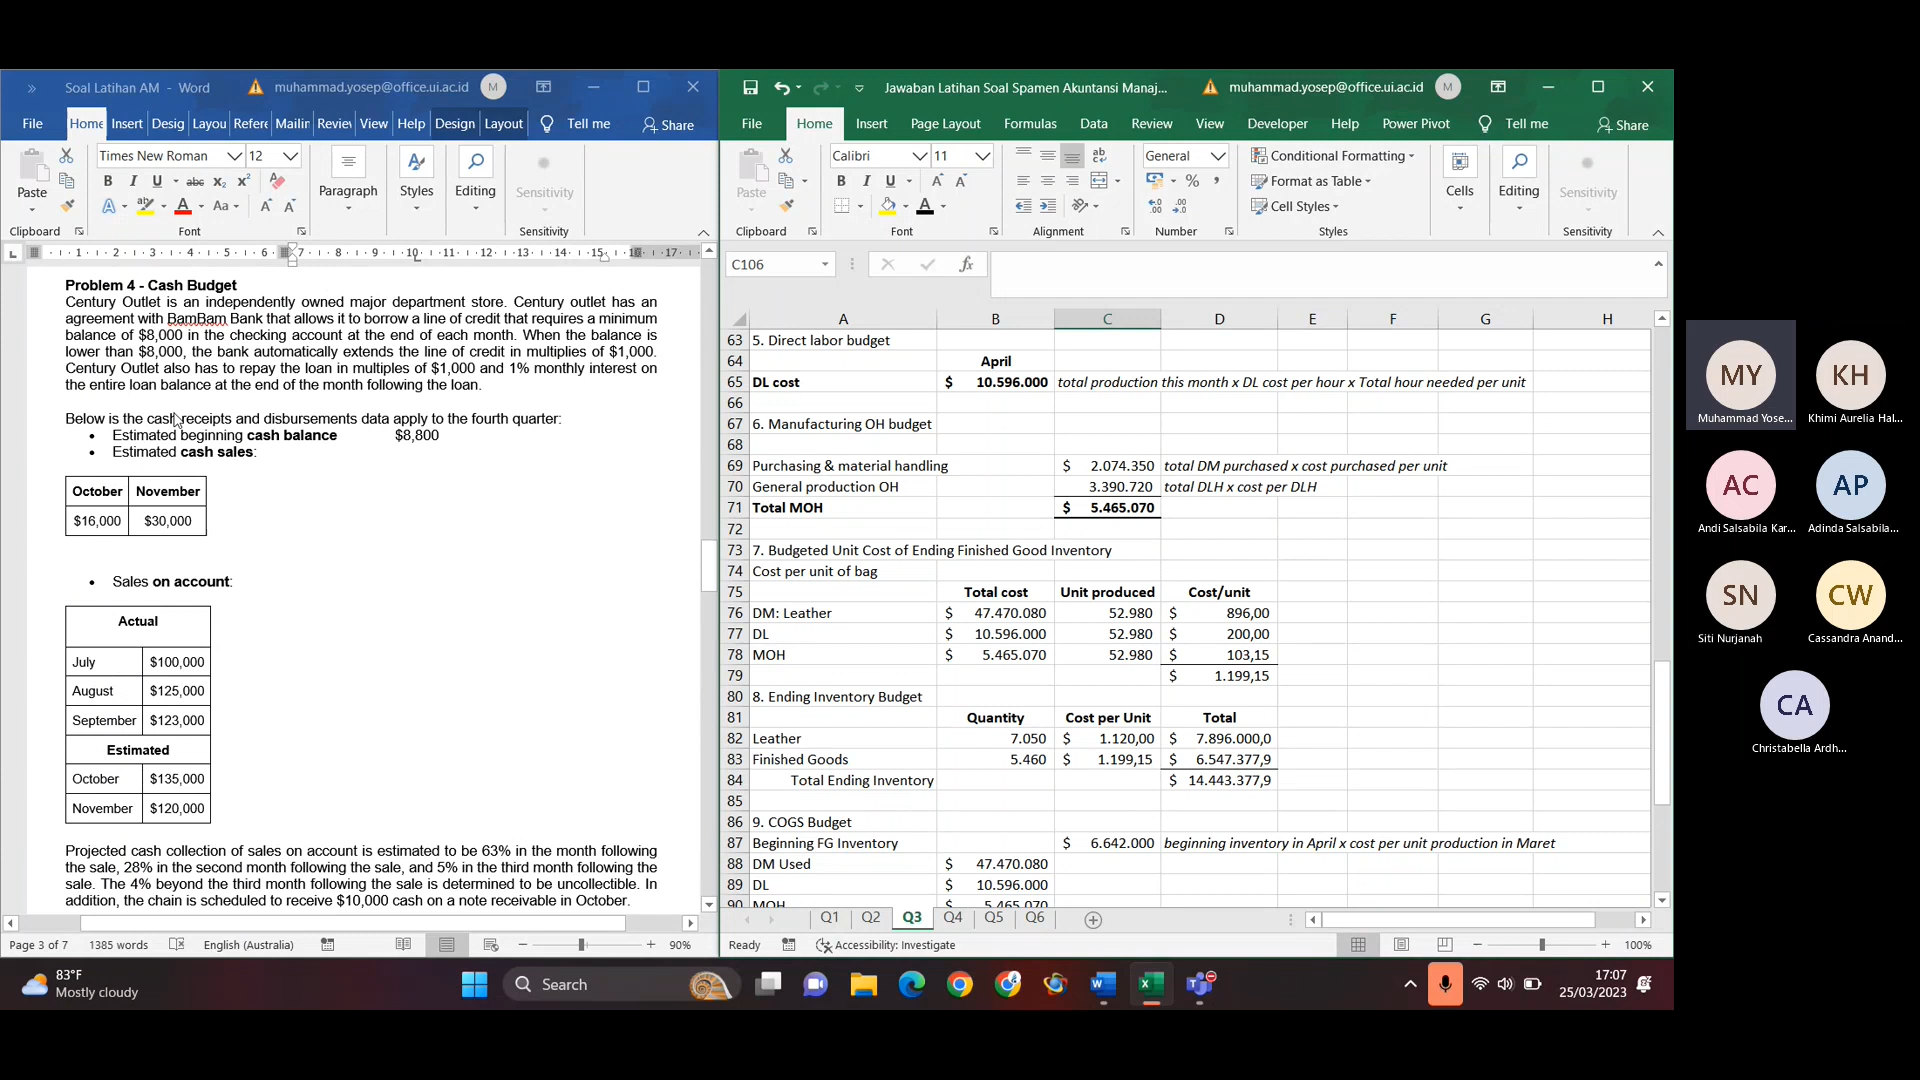 Soal Latihan AM - Word
muhammad.yosep@office.ui.ac.id
M
File Home Insert Desig Layou Refere Mailin Reviev View Help Design Layout Tell me Share
Paste
Times New Roman 12
Paragraph Styles Editing Sensitivity
Clipboard Font Sensitivity
Problem 4 - Cash Budget
Century Outlet is an independently owned major department store. Century outlet has an
agreement with BamBam Bank that allows it to borrow a line of credit that requires a minimum
balance of $8,000 in the checking account at the end of each month. When the balance is
lower than $8,000, the bank automatically extends the line of credit in multiplies of $1,000.
Century Outlet also has to repay the loan in multiples of $1,000 and 1% monthly interest on
the entire loan balance at the end of the month following the loan.
Below is the cash receipts and disbursements data apply to the fourth quarter:
• Estimated beginning cash balance $8,800
• Estimated cash sales:
October November
$16,000 $30,000
• Sales on account:
Actual
July $100,000
August $125,000
September $123,000
Estimated
October $135,000
November $120,000
Projected cash collection of sales on account is estimated to be 63% in the month following
the sale, 28% in the second month following the sale, and 5% in the third month following the
sale. The 4% beyond the third month following the sale is determined to be uncollectible. In
addition, the chain is scheduled to receive $10,000 cash on a note receivable in October.
Page 3 of 7 1385 words English (Australia) 90%
Jawaban Latihan Soal Spamen Akuntansi Manaj...
muhammad.yosep@office.ui.ac.id
M
File Home Insert Page Layout Formulas Data Review View Developer Help Power Pivot Tell me Share
Paste
Calibri 11
General
Conditional Formatting
Format as Table
Cell Styles
Cells Editing Sensitivity
Clipboard Font Alignment Number Styles Sensitivity
C106
A B C D E F G H
63 5. Direct labor budget
64 April
65 DL cost $ 10.596.000 total production this month x DL cost per hour x Total hour needed per unit
66
67 6. Manufacturing OH budget
68
69 Purchasing & material handling $ 2.074.350 total DM purchased x cost purchased per unit
70 General production OH 3.390.720 total DLH x cost per DLH
71 Total MOH $ 5.465.070
72
73 7. Budgeted Unit Cost of Ending Finished Good Inventory
74 Cost per unit of bag
75 Total cost Unit produced Cost/unit
76 DM: Leather $ 47.470.080 52.980 $ 896,00
77 DL $ 10.596.000 52.980 $ 200,00
78 MOH $ 5.465.070 52.980 $ 103,15
79 $ 1.199,15
80 8. Ending Inventory Budget
81 Quantity Cost per Unit Total
82 Leather 7.050 $ 1.120,00 $ 7.896.000,0
83 Finished Goods 5.460 $ 1.199,15 $ 6.547.377,9
84 Total Ending Inventory $ 14.443.377,9
85
86 9. COGS Budget
87 Beginning FG Inventory $ 6.642.000 beginning inventory in April x cost per unit production in Maret
88 DM Used $ 47.470.080
89 DL $ 10.596.000
90 MOH 5.465.070
Q1 Q2 Q3 Q4 Q5 Q6
Ready Accessibility: Investigate 100%
MY
Muhammad Yose...
KH
Khimi Aurelia Hal...
AC
Andi Salsabila Kar...
AP
Adinda Salsabila...
SN
Siti Nurjanah
CW
Cassandra Anand...
CA
Christabella Ardh...
83°F
Mostly cloudy
Search
17:07
25/03/2023